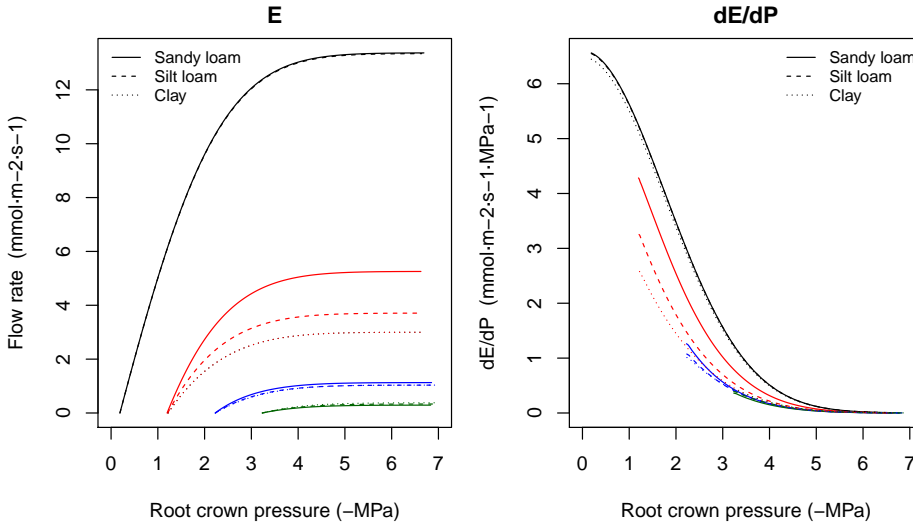 E
Sandy loam
Silt loam
Clay
0 2 4 6 8 10 12
Flow rate (mmol·m−2·s−1)
0 1 2 3 4 5 6 7
Root crown pressure (−MPa)
dE/dP
Sandy loam
Silt loam
Clay
0 1 2 3 4 5 6
dE/dP (mmol·m−2·s−1·MPa−1)
0 1 2 3 4 5 6 7
Root crown pressure (−MPa)